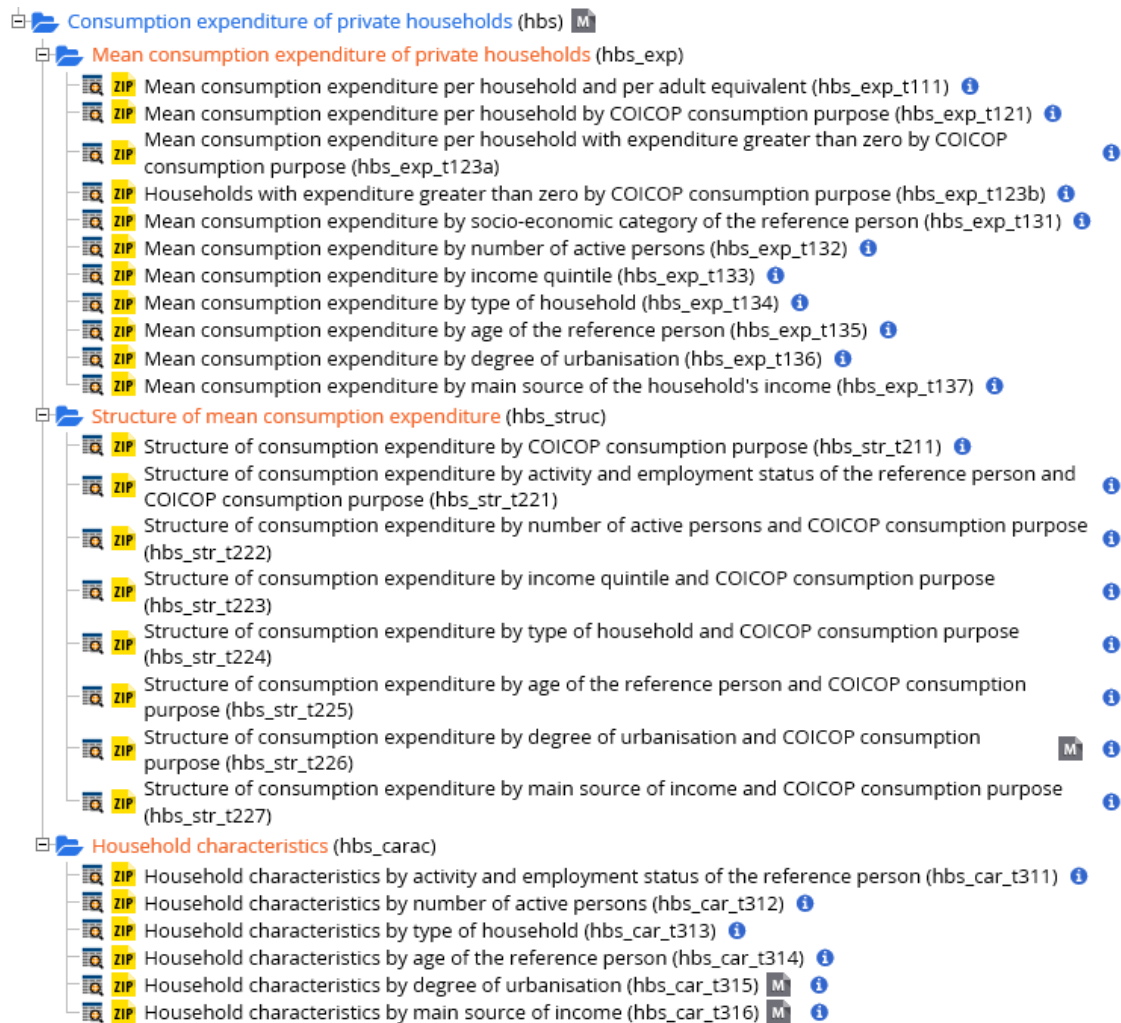 Consumption expenditure of private households (hbs) M
Mean consumption expenditure of private households (hbs_exp)
ZIP Mean consumption expenditure per household and per adult equivalent (hbs_exp_t111) i
ZIP Mean consumption expenditure per household by COICOP consumption purpose (hbs_exp_t121) i
ZIP Mean consumption expenditure per household with expenditure greater than zero by COICOP
consumption purpose (hbs_exp_t123a) i
ZIP Households with expenditure greater than zero by COICOP consumption purpose (hbs_exp_t123b) i
ZIP Mean consumption expenditure by socio-economic category of the reference person (hbs_exp_t131) i
ZIP Mean consumption expenditure by number of active persons (hbs_exp_t132) i
ZIP Mean consumption expenditure by income quintile (hbs_exp_t133) i
ZIP Mean consumption expenditure by type of household (hbs_exp_t134) i
ZIP Mean consumption expenditure by age of the reference person (hbs_exp_t135) i
ZIP Mean consumption expenditure by degree of urbanisation (hbs_exp_t136) i
ZIP Mean consumption expenditure by main source of the household's income (hbs_exp_t137) i
Structure of mean consumption expenditure (hbs_struc)
ZIP Structure of consumption expenditure by COICOP consumption purpose (hbs_str_t211) i
ZIP Structure of consumption expenditure by activity and employment status of the reference person and
COICOP consumption purpose (hbs_str_t221) i
ZIP Structure of consumption expenditure by number of active persons and COICOP consumption purpose
(hbs_str_t222) i
ZIP Structure of consumption expenditure by income quintile and COICOP consumption purpose
(hbs_str_t223) i
ZIP Structure of consumption expenditure by type of household and COICOP consumption purpose
(hbs_str_t224) i
ZIP Structure of consumption expenditure by age of the reference person and COICOP consumption
purpose (hbs_str_t225) i
ZIP Structure of consumption expenditure by degree of urbanisation and COICOP consumption
purpose (hbs_str_t226) M i
ZIP Structure of consumption expenditure by main source of income and COICOP consumption purpose
(hbs_str_t227) i
Household characteristics (hbs_carac)
ZIP Household characteristics by activity and employment status of the reference person (hbs_car_t311) i
ZIP Household characteristics by number of active persons (hbs_car_t312) i
ZIP Household characteristics by type of household (hbs_car_t313) i
ZIP Household characteristics by age of the reference person (hbs_car_t314) i
ZIP Household characteristics by degree of urbanisation (hbs_car_t315) M i
ZIP Household characteristics by main source of income (hbs_car_t316) M i